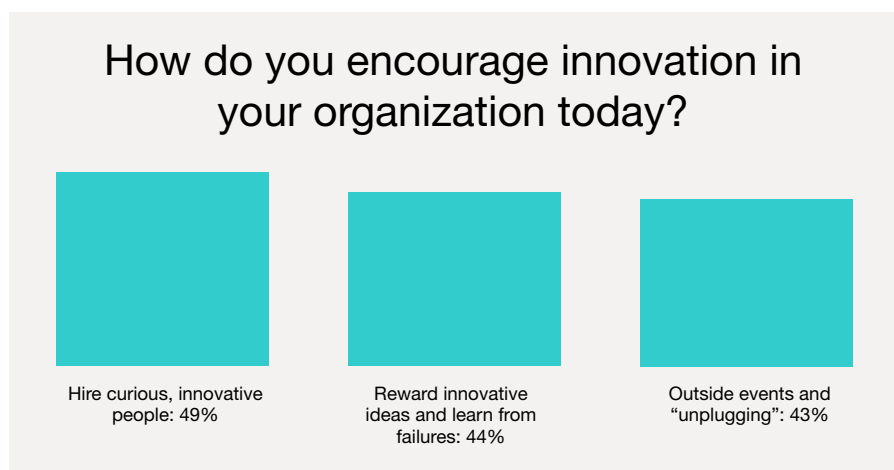 How do you encourage innovation in
your organization today?
Hire curious, innovative
people: 49%
Reward innovative
ideas and learn from
failures: 44%
Outside events and
“unplugging”: 43%